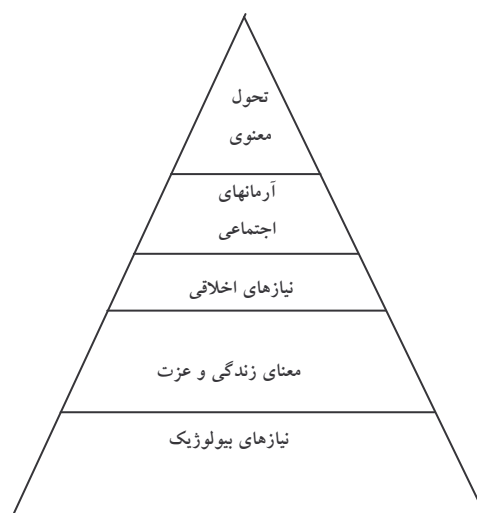 تحول
معنوی
آرمانهای
اجتماعی
نیازهای اخلاقی
معنای زندگی و عزت
نیازهای بیولوژیک